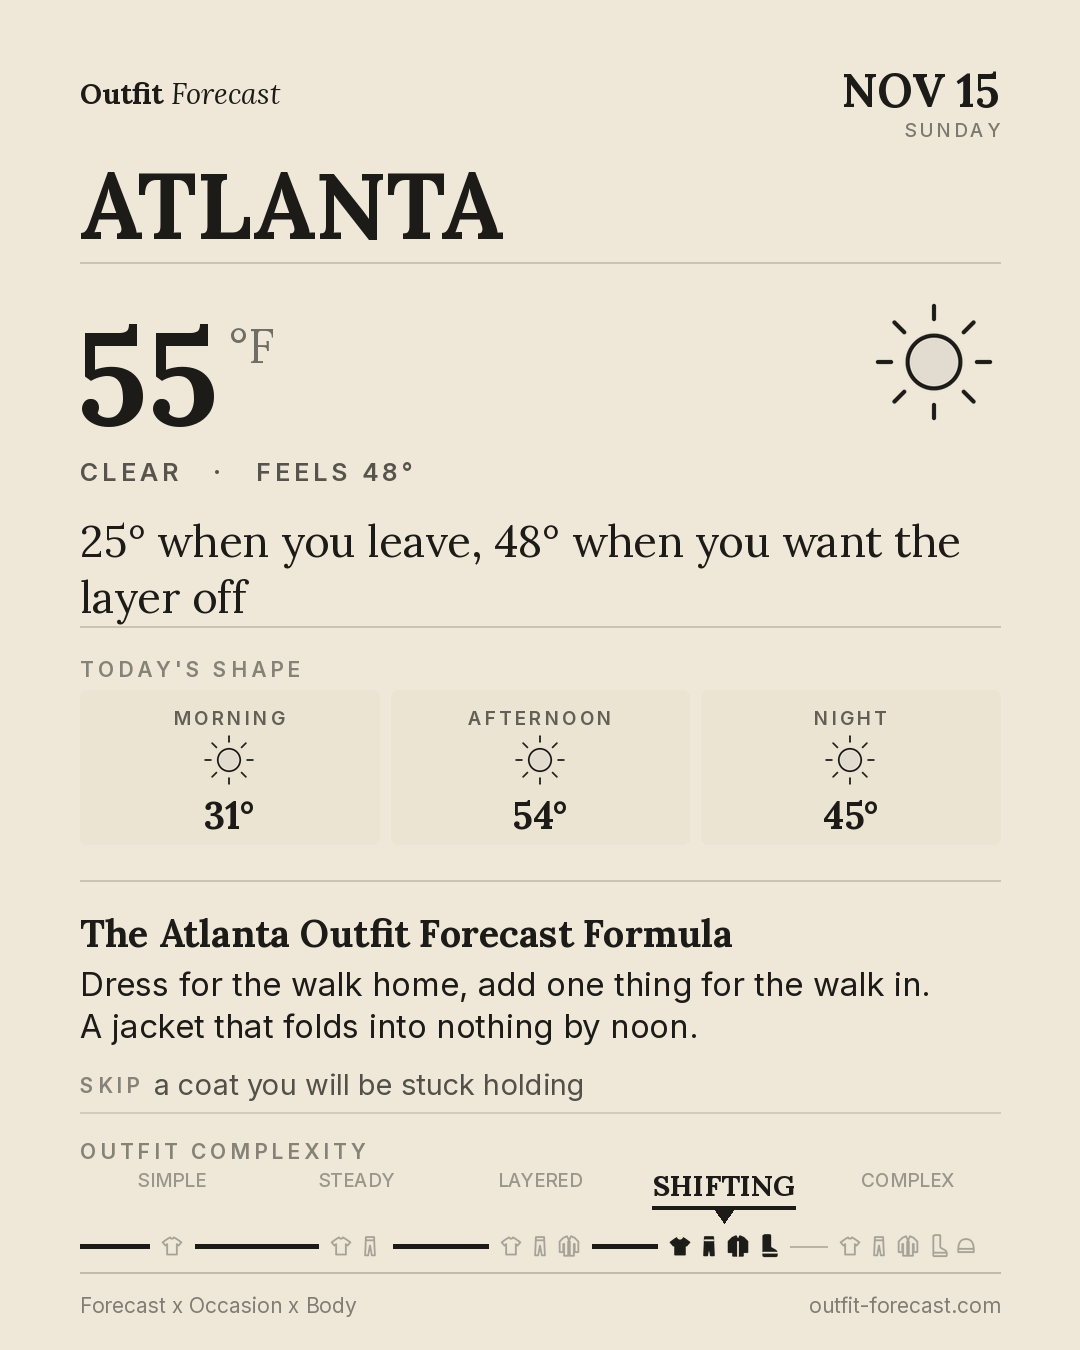 Outfit Forecast
NOV 15
SUNDAY
ATLANTA
55 °F
CLEAR · FEELS 48°
25° when you leave, 48° when you want the
layer off
TODAY'S SHAPE
MORNING
31°
AFTERNOON
54°
NIGHT
45°
The Atlanta Outfit Forecast Formula
Dress for the walk home, add one thing for the walk in.
A jacket that folds into nothing by noon.
SKIP a coat you will be stuck holding
OUTFIT COMPLEXITY
SIMPLE
STEADY
LAYERED
SHIFTING
COMPLEX
Forecast x Occasion x Body
outfit-forecast.com